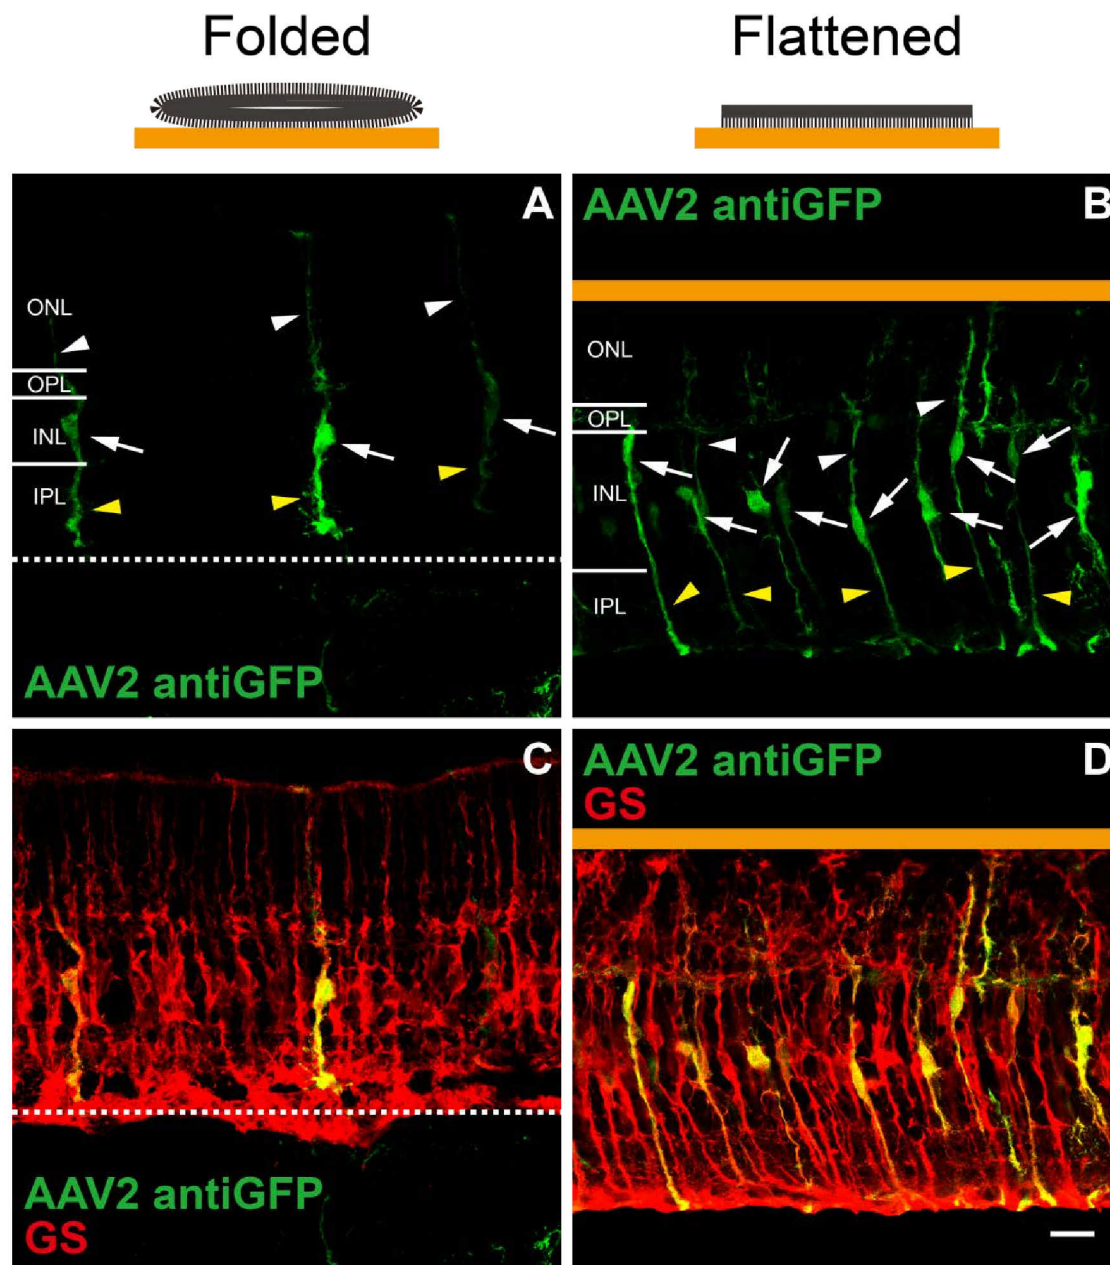 Folded
Flattened
A
ONL
OPL
INL
IPL
AAV2 antiGFP
AAV2 antiGFP
B
ONL
OPL
INL
IPL
C
AAV2 antiGFP
GS
AAV2 antiGFP
D
GS